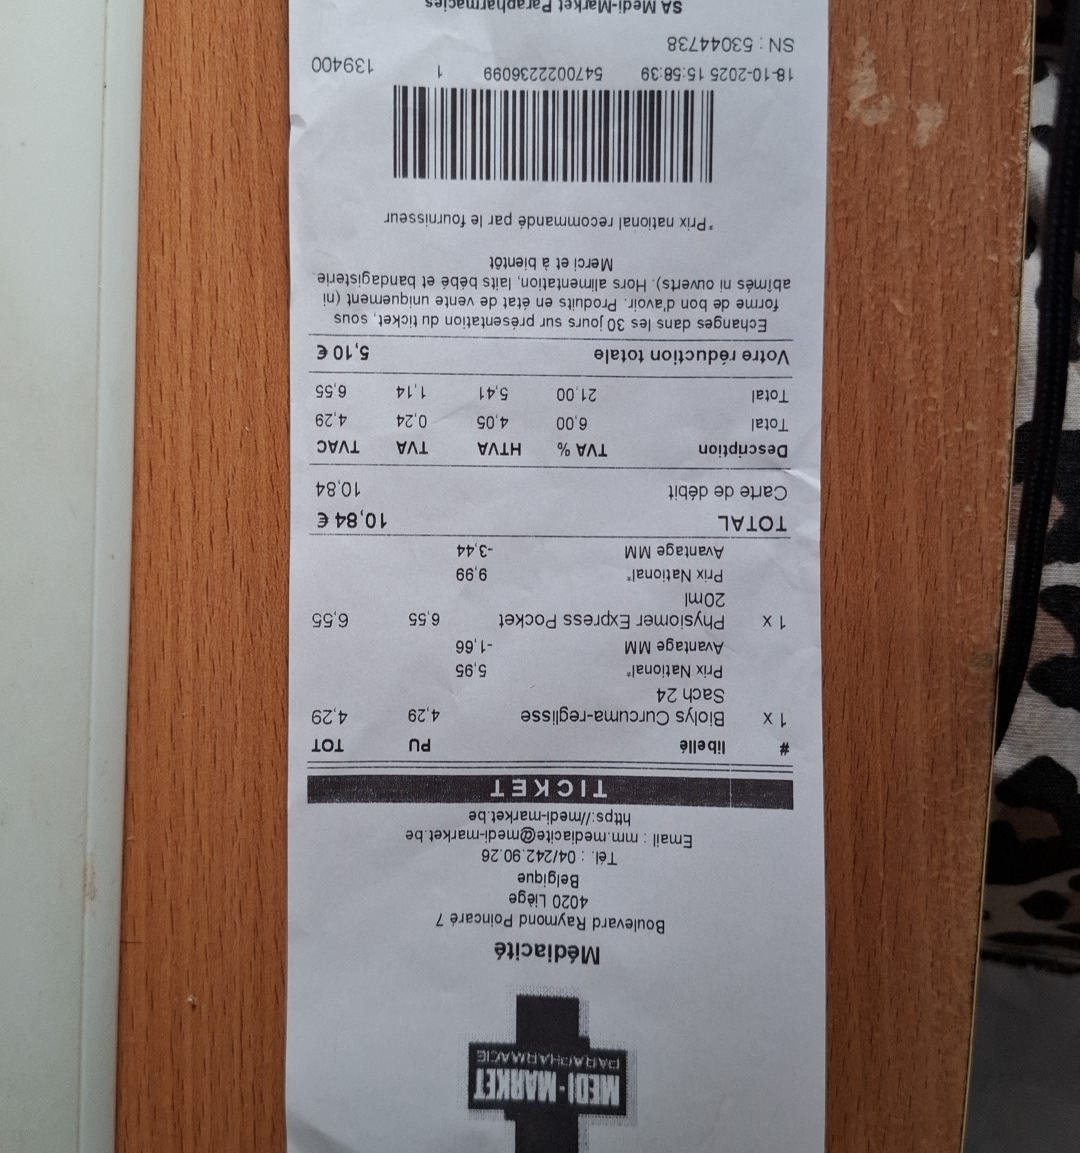 MEDI-MARKET
PARAPHARMACIE
Médiacité
Boulevard Raymond Poincaré 7
4020 Liège
Belgique
Tél. : 04/242.90.26
Email : mm.mediacite@medi-market.be
https://medi-market.be
TICKET
# libellé PU TOT
1 x Biolys Curcuma-reglisse 4,29 4,29
Sach 24
Prix National* 5,95
Avantage MM -1,66
1 x Physiomer Express Pocket 6,55 6,55
20ml
Prix National* 9,99
Avantage MM -3,44
TOTAL 10,84 €
Carte de débit 10,84
Description TVA % HTVA TVA TVAC
Total 6,00 4,05 0,24 4,29
Total 21,00 5,41 1,14 6,55
Votre réduction totale 5,10 €
Echanges dans les 30 jours sur présentation du ticket, sous
forme de bon d'avoir. Produits en état de vente uniquement (ni
abîmés ni ouverts). Hors alimentation, laits bébé et bandagisterie.
Merci et à bientôt
*Prix national recommandé par le fournisseur
18-10-2025 15:58:39 5470022236099 1 139400
SN : 53044738
SA Medi-Market Parapharmacies